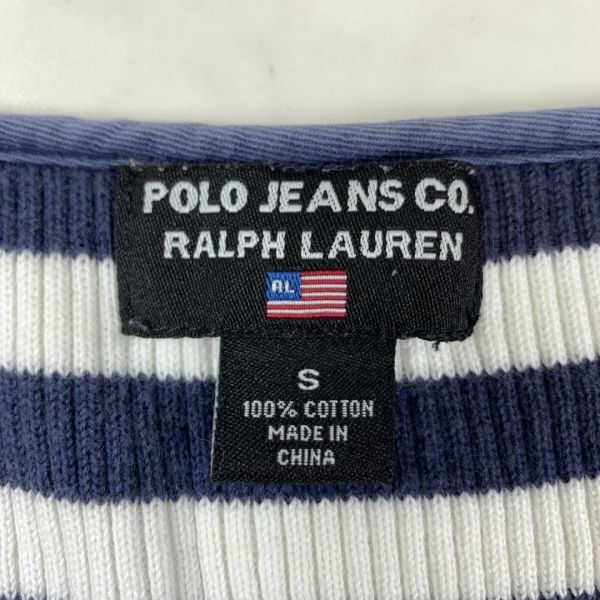 POLO JEANS CO.
RALPH LAUREN
RL
S
100% COTTON
MADE IN
CHINA